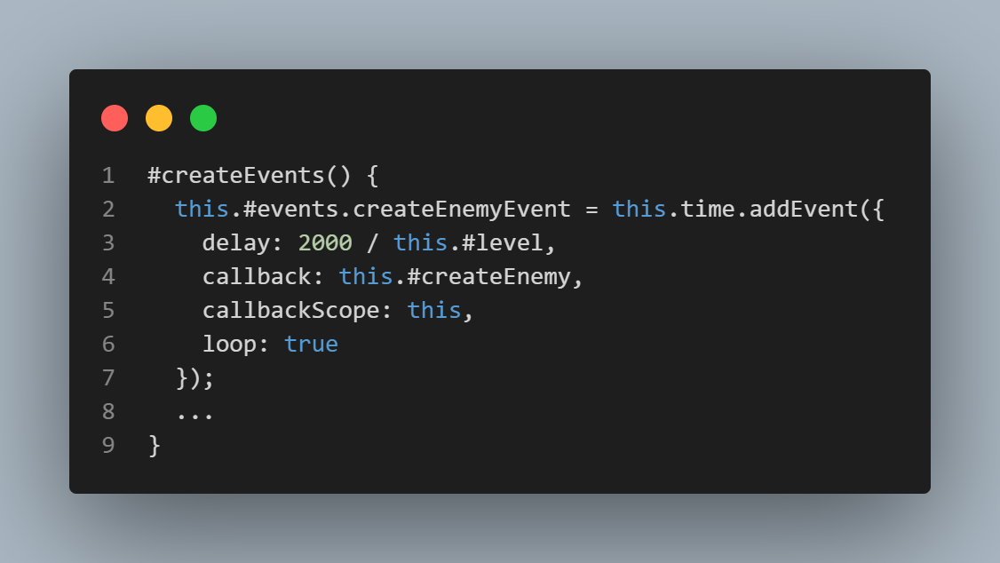 1 #createEvents() {
2   this.#events.createEnemyEvent = this.time.addEvent({
3     delay: 2000 / this.#level,
4     callback: this.#createEnemy,
5     callbackScope: this,
6     loop: true
7   });
8   ...
9 }